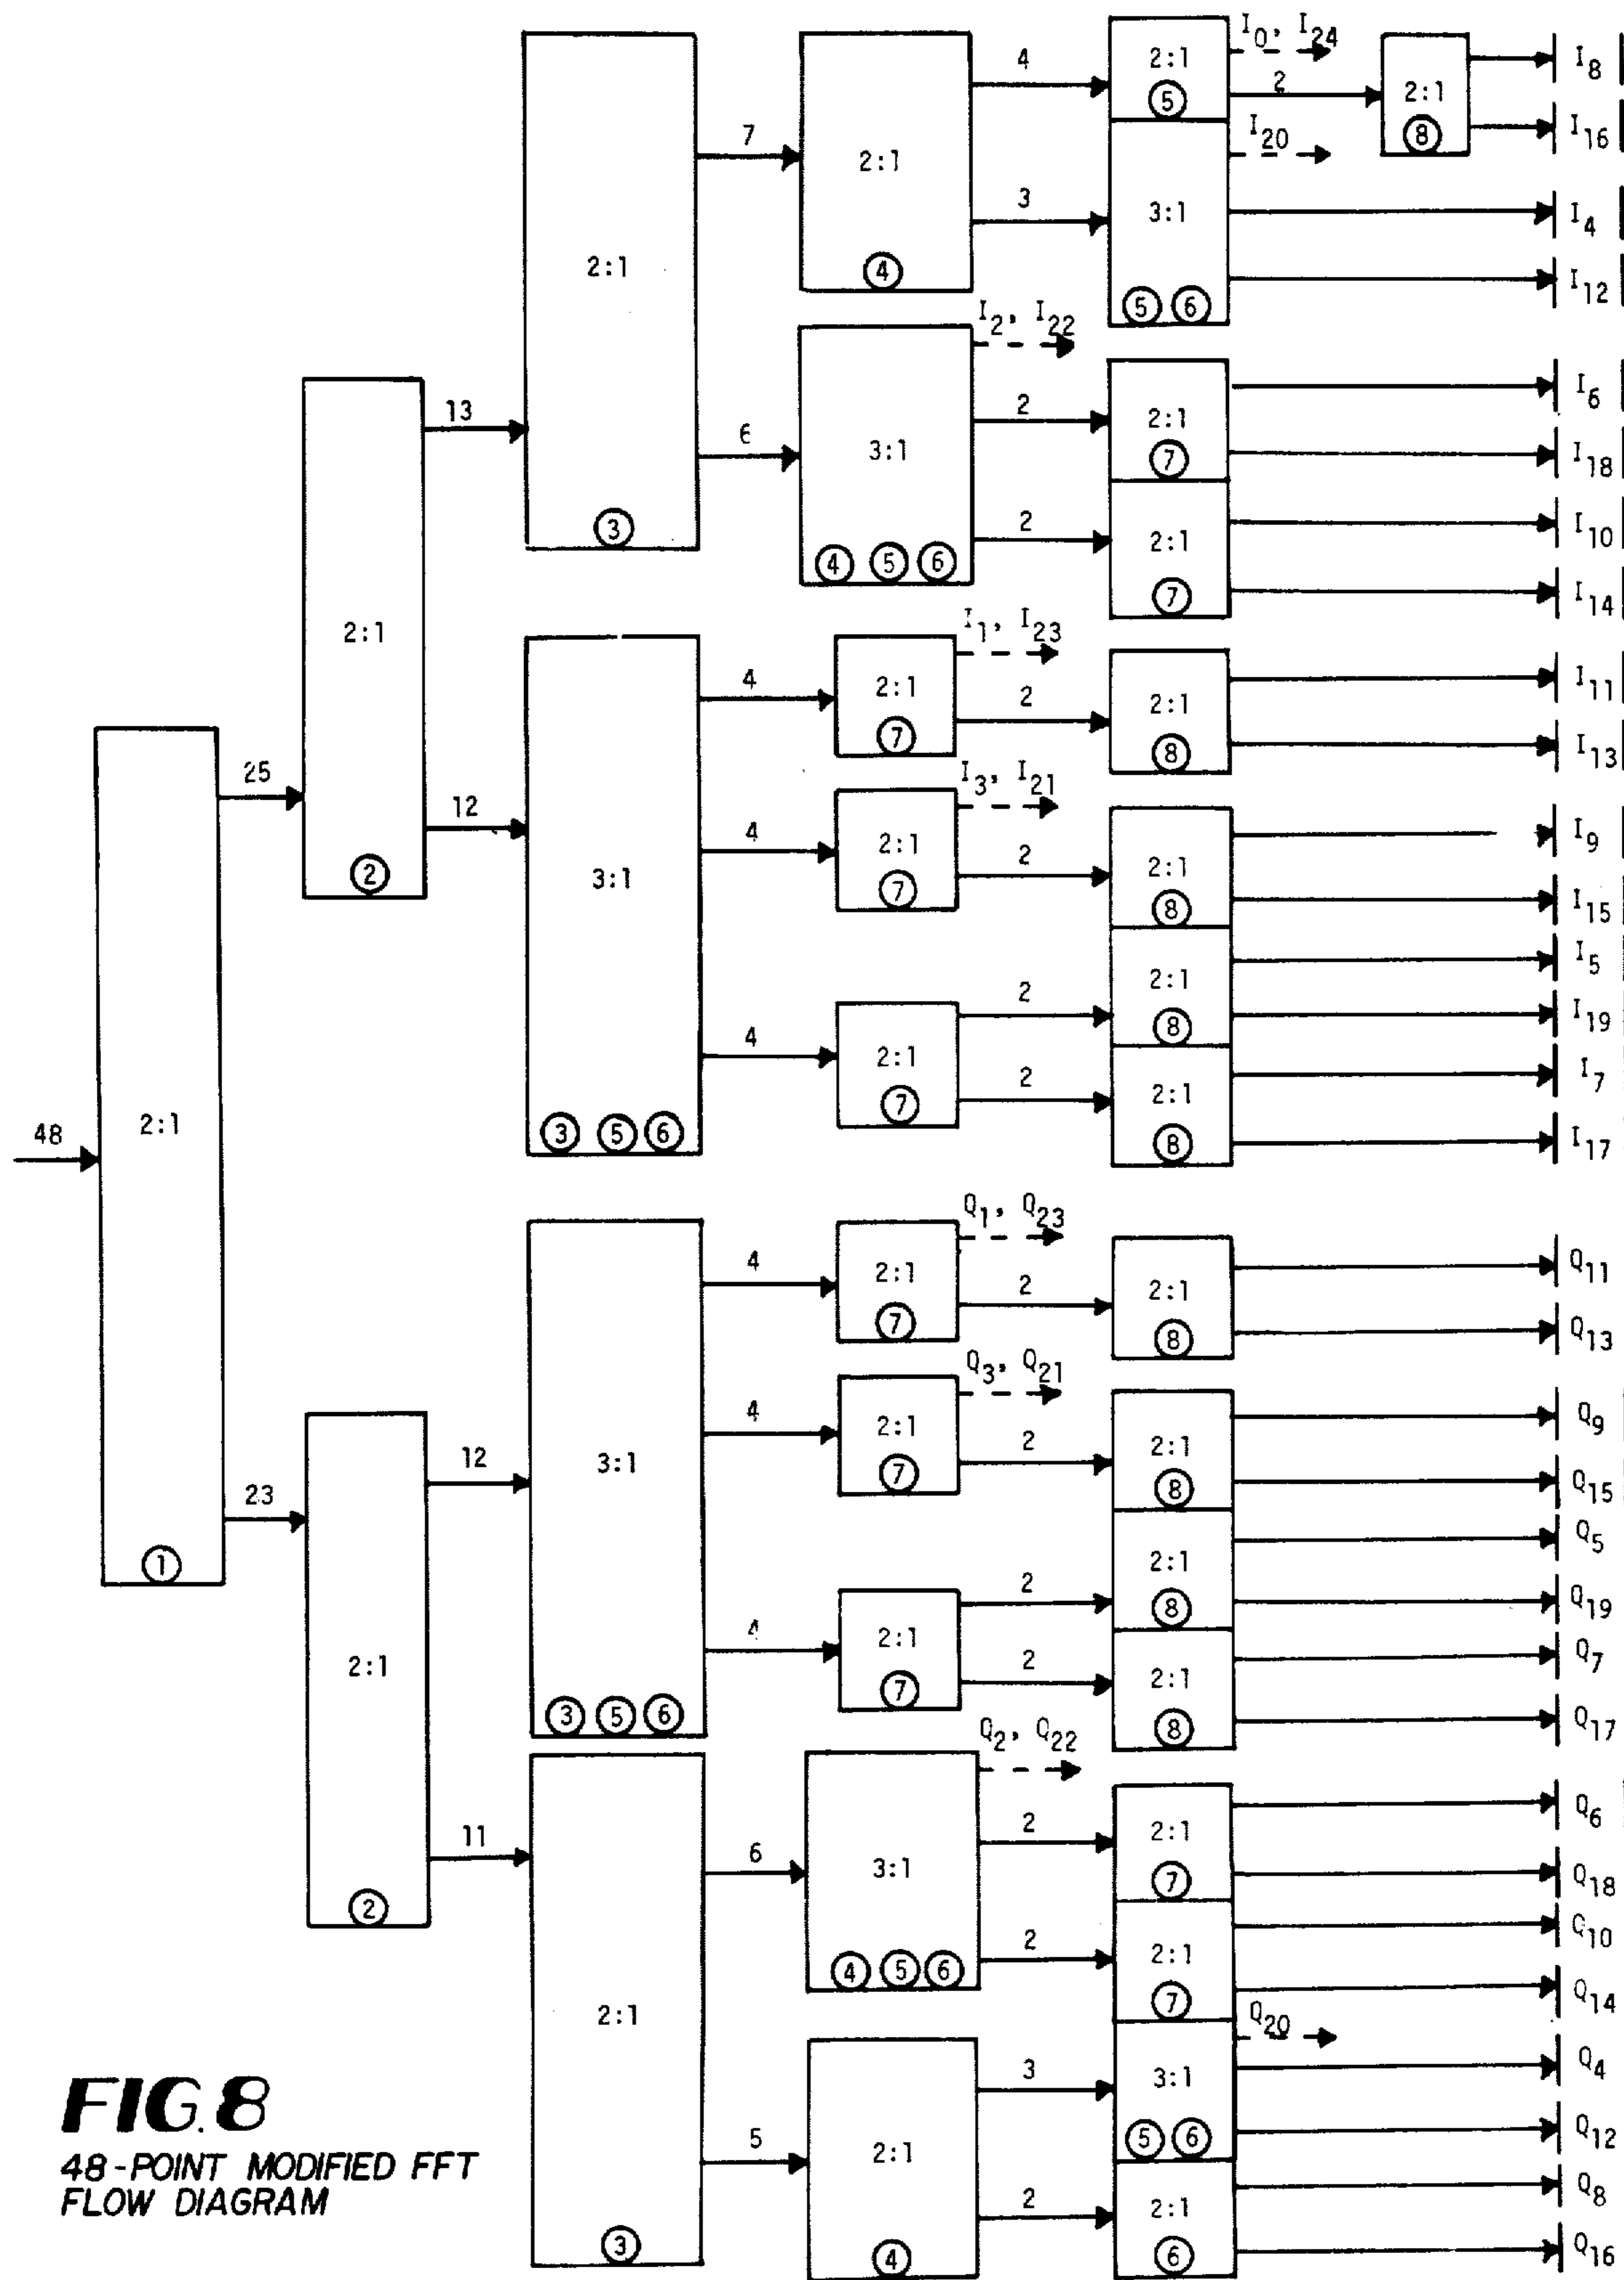 48
2:1
①
25
23
2:1
②
2:1
②
13
12
12
11
2:1
③
3:1
③ ⑤ ⑥
3:1
③ ⑤ ⑥
2:1
③
7
6
4
4
4
4
4
4
6
5
2:1
④
3:1
④ ⑤ ⑥
2:1
⑦
2:1
⑦
2:1
⑦
2:1
⑦
2:1
⑦
2:1
⑦
3:1
④ ⑤ ⑥
2:1
④
4
3
I2, I22
2
2
I1, I23
2
I3, I21
2
2
2
Q1, Q23
2
Q3, Q21
2
2
2
Q2, Q22
2
2
3
2
2:1
⑤
3:1
⑤ ⑥
2:1
⑦
2:1
⑦
2:1
⑧
2:1
⑧
2:1
⑧
2:1
⑧
2:1
⑧
2:1
⑧
2:1
⑧
2:1
⑧
2:1
⑦
2:1
⑦
3:1
⑤ ⑥
2:1
⑥
I0, I24
2
I20
2:1
⑧
Q20
I8
I16
I4
I12
I6
I18
I10
I14
I11
I13
I9
I15
I5
I19
I7
I17
Q11
Q13
Q9
Q15
Q5
Q19
Q7
Q17
Q6
Q18
Q10
Q14
Q4
Q12
Q8
Q16
FIG. 8
48-POINT MODIFIED FFT
FLOW DIAGRAM